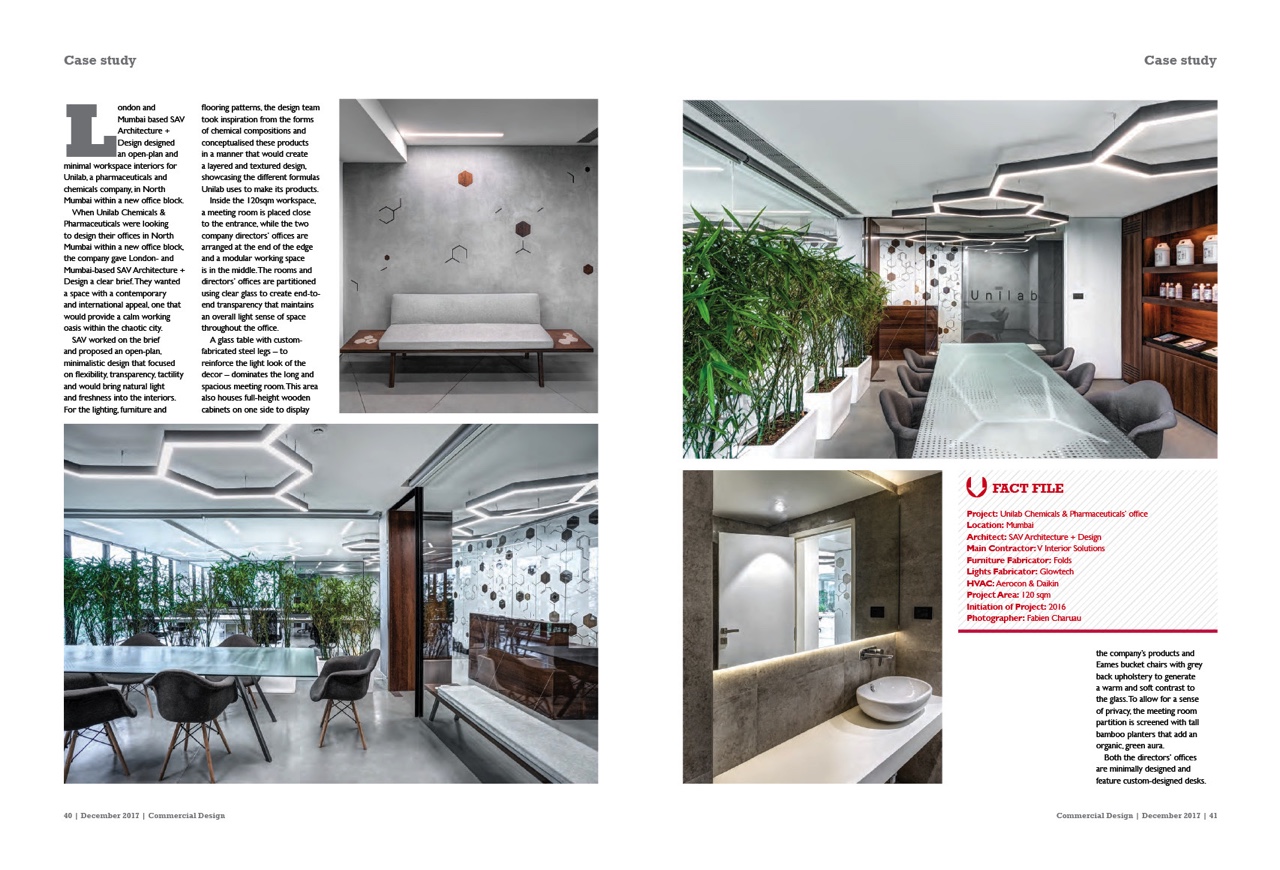 Case study
London and
Mumbai based SAV
Architecture +
Design designed
an open-plan and
minimal workspace interiors for
Unilab, a pharmaceuticals and
chemicals company, in North
Mumbai within a new office block.
When Unilab Chemicals &
Pharmaceuticals were looking
to design their offices in North
Mumbai within a new office block,
the company gave London- and
Mumbai-based SAV Architecture +
Design a clear brief. They wanted
a space with a contemporary
and international appeal, one that
would provide a calm working
oasis within the chaotic city.
SAV worked on the brief
and proposed an open-plan,
minimalistic design that focused
on flexibility, transparency, tactility
and would bring natural light
and freshness into the interiors.
For the lighting, furniture and
flooring patterns, the design team
took inspiration from the forms
of chemical compositions and
conceptualised these products
in a manner that would create
a layered and textured design,
showcasing the different formulas
Unilab uses to make its products.
Inside the 120sqm workspace,
a meeting room is placed close
to the entrance, while the two
company directors' offices are
arranged at the end of the edge
and a modular working space
is in the middle. The rooms and
directors' offices are partitioned
using clear glass to create end-to-
end transparency that maintains
an overall light sense of space
throughout the office.
A glass table with custom-
fabricated steel legs – to
reinforce the light look of the
decor – dominates the long and
spacious meeting room. This area
also houses full-height wooden
cabinets on one side to display
40 | December 2017 | Commercial Design
Case study
Unilab
FACT FILE
Project: Unilab Chemicals & Pharmaceuticals' office
Location: Mumbai
Architect: SAV Architecture + Design
Main Contractor: V Interior Solutions
Furniture Fabricator: Folds
Lights Fabricator: Glowtech
HVAC: Aerocon & Daikin
Project Area: 120 sqm
Initiation of Project: 2016
Photographer: Fabien Charuau
the company's products and
Eames bucket chairs with grey
back upholstery to generate
a warm and soft contrast to
the glass. To allow for a sense
of privacy, the meeting room
partition is screened with tall
bamboo planters that add an
organic, green aura.
Both the directors' offices
are minimally designed and
feature custom-designed desks.
Commercial Design | December 2017 | 41